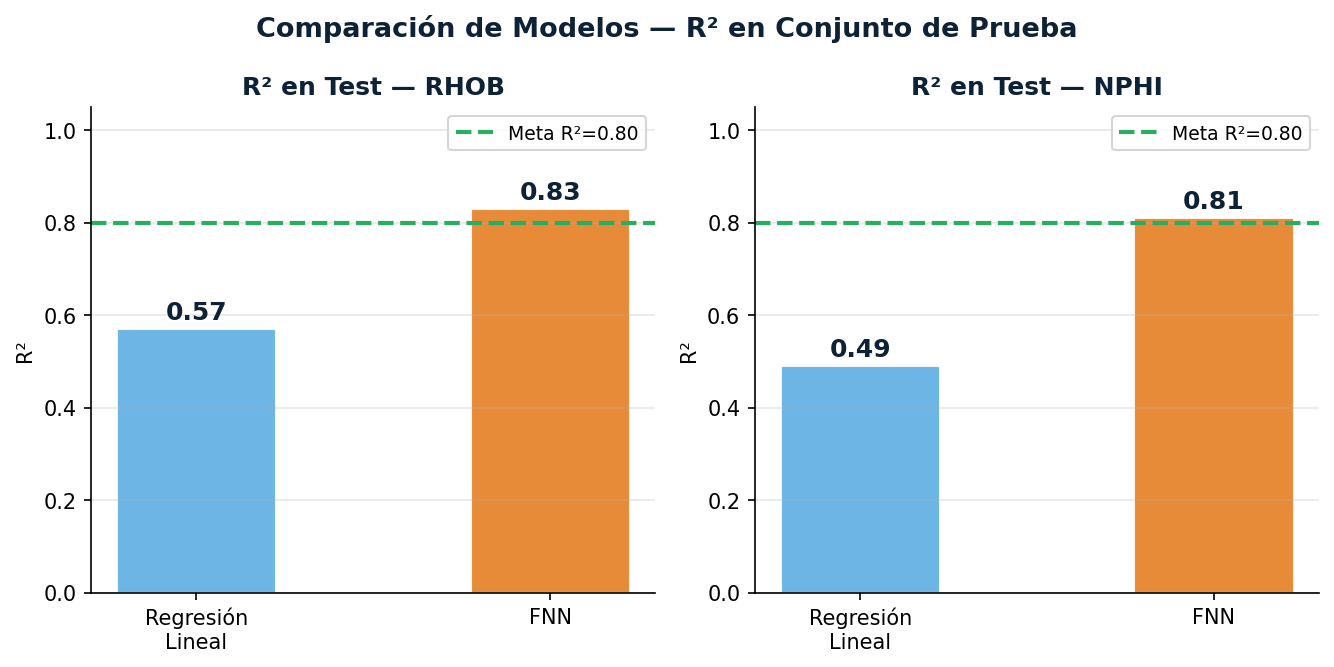 Comparación de Modelos — R² en Conjunto de Prueba
R² en Test — RHOB
1.0
0.8
0.6
0.4
0.2
0.0
R²
Meta R²=0.80
0.57
0.83
Regresión
Lineal
FNN
R² en Test — NPHI
1.0
0.8
0.6
0.4
0.2
0.0
R²
Meta R²=0.80
0.49
0.81
Regresión
Lineal
FNN